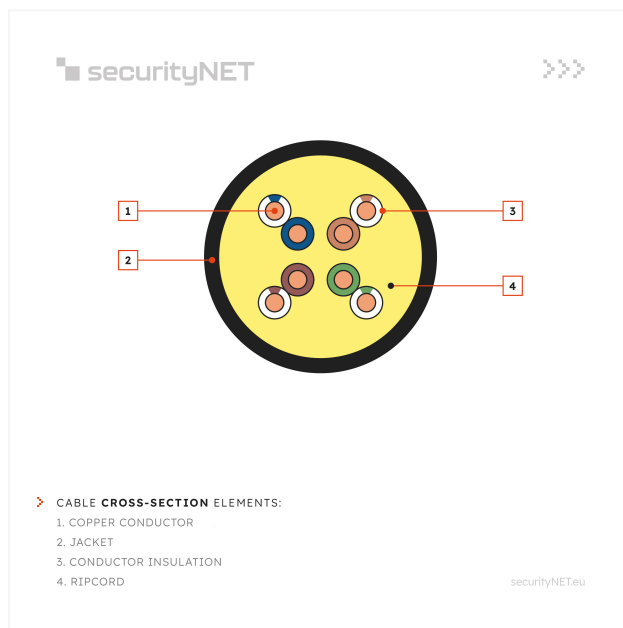 securityNET
1
3
2
4
CABLE CROSS-SECTION ELEMENTS:
1. COPPER CONDUCTOR
2. JACKET
3. CONDUCTOR INSULATION
4. RIPCORD
securityNET.eu